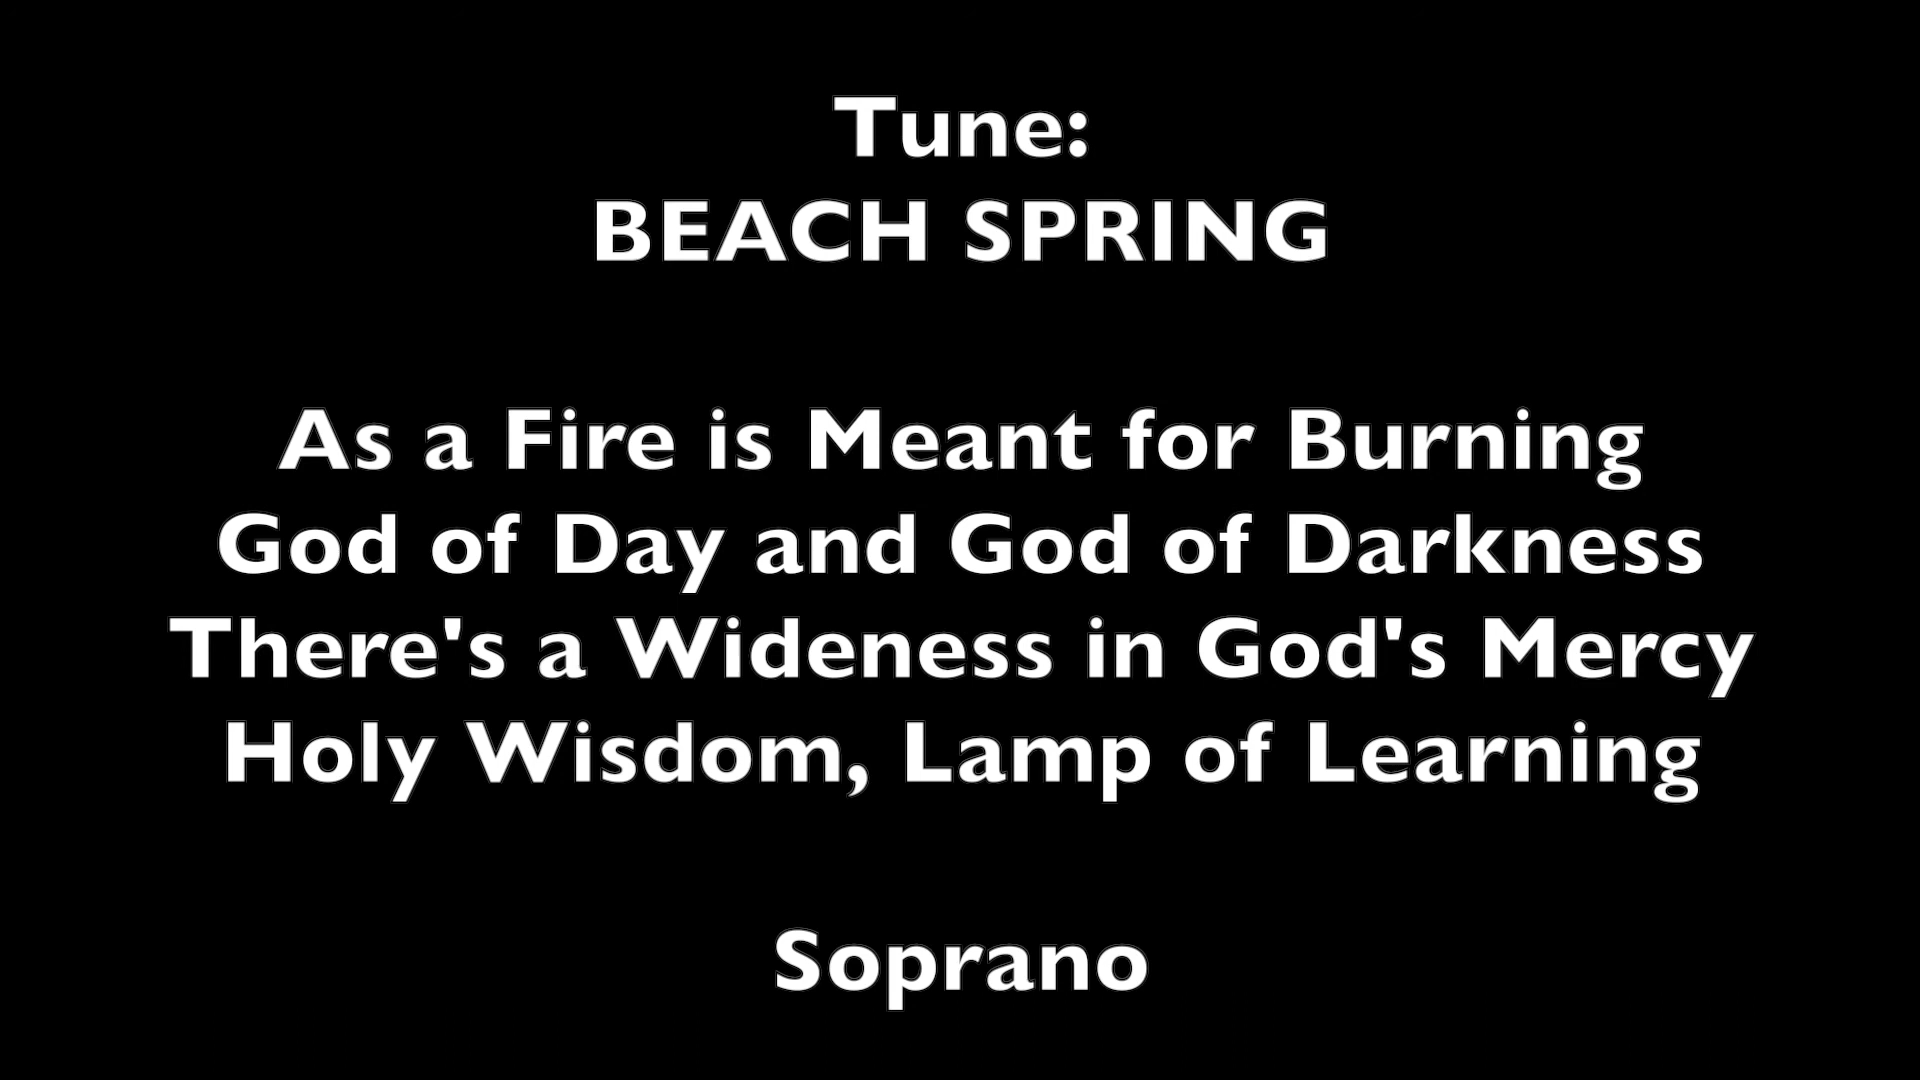 Tune:
BEACH SPRING
As a Fire is Meant for Burning
God of Day and God of Darkness
There's a Wideness in God's Mercy
Holy Wisdom, Lamp of Learning
Soprano